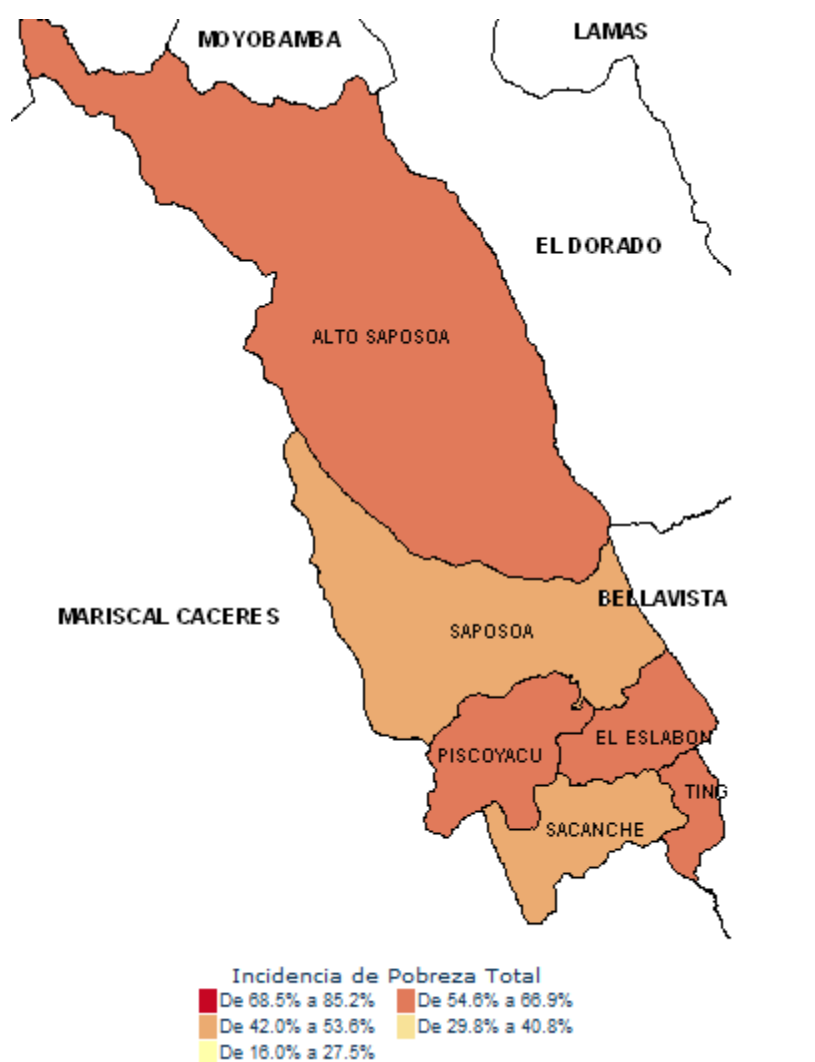 MOYOBAMBA
LAMAS
EL DORADO
ALTO SAPOSOA
MARISCAL CACERES
BELLAVISTA
SAPOSOA
EL ESLABON
PISCOYACU
TING
SACANCHE
Incidencia de Pobreza Total
De 68.5% a 85.2% De 54.6% a 66.9%
De 42.0% a 53.6% De 29.8% a 40.8%
De 16.0% a 27.5%